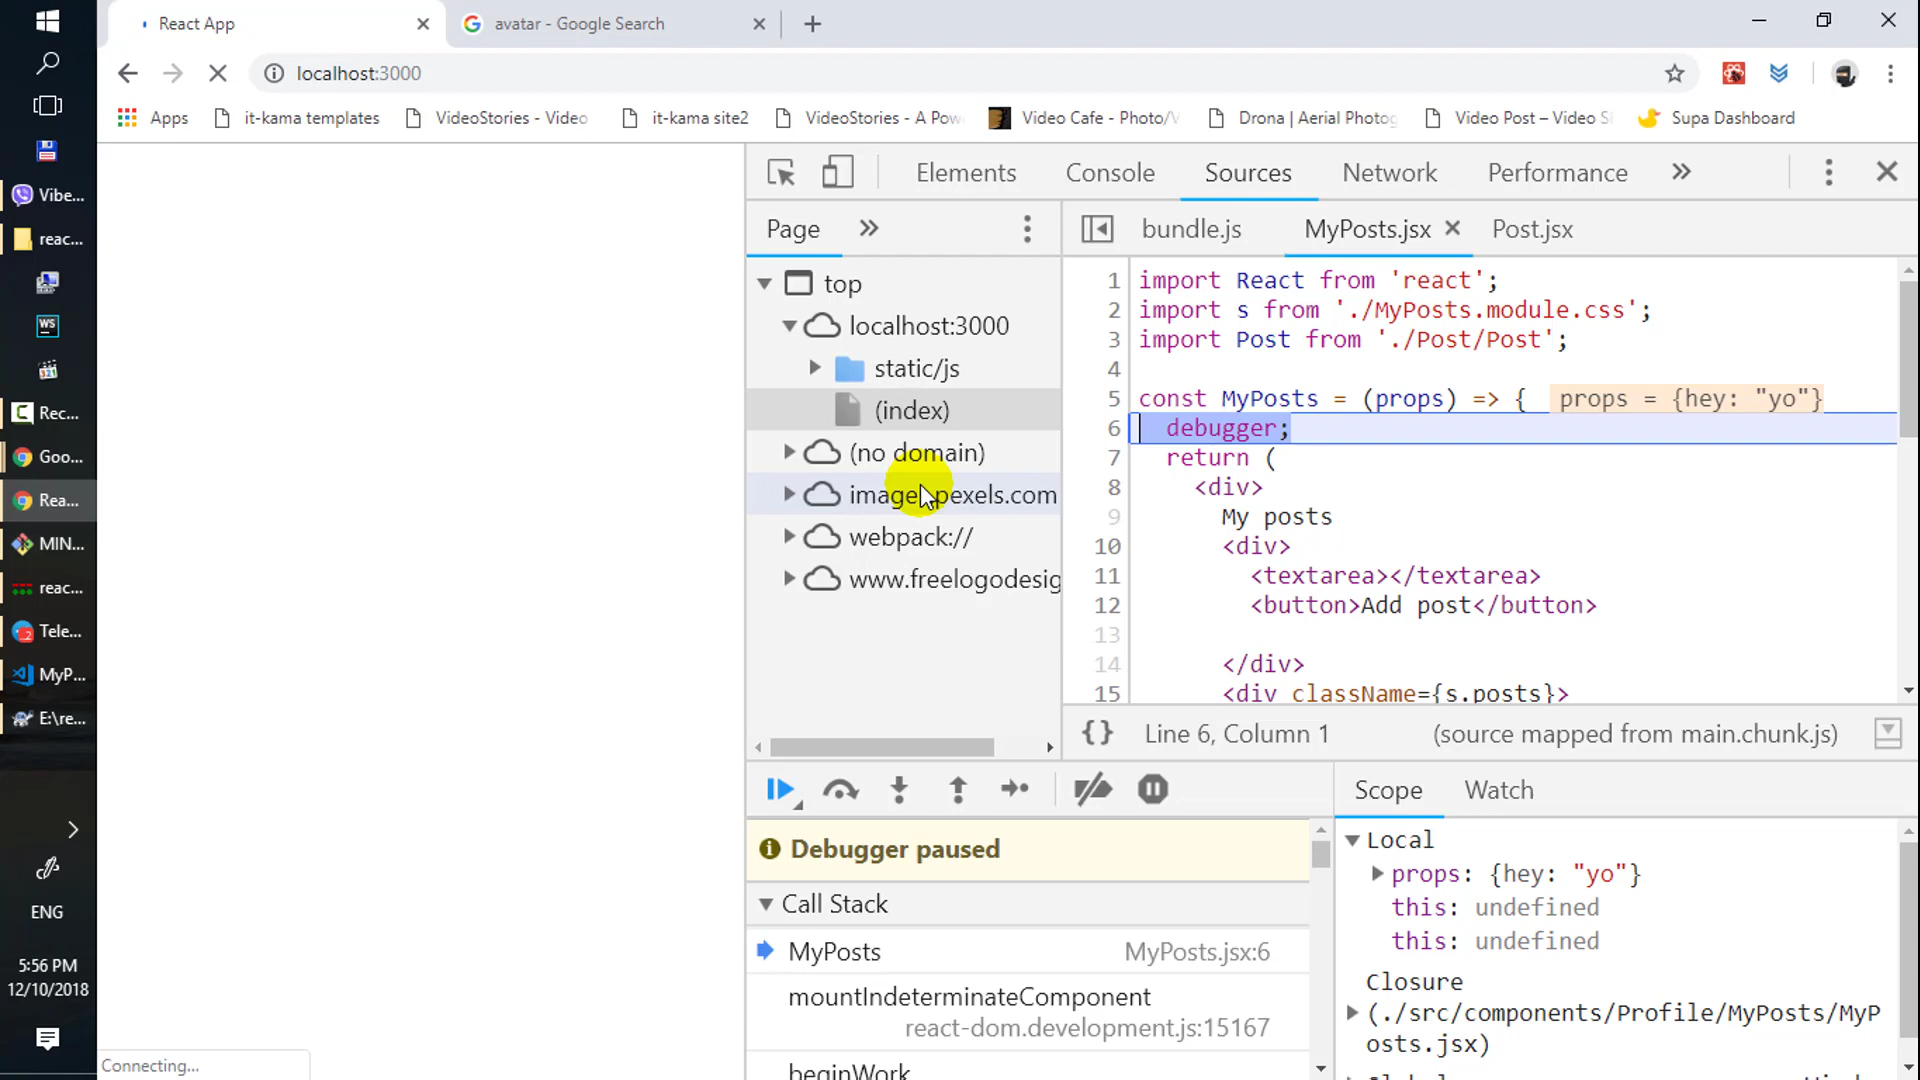 React App
avatar - Google Search
localhost:3000
Apps
it-kama templates
VideoStories - Video
it-kama site2
VideoStories - A Pow
Video Cafe - Photo/V
Drona | Aerial Photog
Video Post – Video Si
Supa Dashboard
Vibe...
reac...
WS
Rec...
Goo...
Rea...
MIN...
reac...
Tele...
MyP...
E:\re...
ENG
5:56 PM
12/10/2018
Connecting...
Elements
Console
Sources
Network
Performance
Page
bundle.js
MyPosts.jsx
Post.jsx
top
localhost:3000
static/js
(index)
(no domain)
image pexels.com
webpack://
www.freelogodesig
1 import React from 'react';
2 import s from './MyPosts.module.css';
3 import Post from './Post/Post';
4
5 const MyPosts = (props) => { props = {hey: "yo"}
6 debugger;
7 return (
8 <div>
9 My posts
10 <div>
11 <textarea></textarea>
12 <button>Add post</button>
13
14 </div>
15 <div className={s.posts}>
{} Line 6, Column 1
(source mapped from main.chunk.js)
Debugger paused
Call Stack
MyPosts
MyPosts.jsx:6
mountIndeterminateComponent
react-dom.development.js:15167
beginWork
Scope
Watch
Local
props: {hey: "yo"}
this: undefined
this: undefined
Closure
(./src/components/Profile/MyPosts/MyP
osts.jsx)